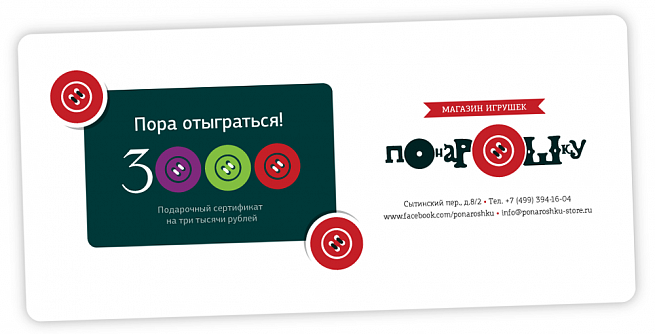 Пора отыграться!
3000
Подарочный сертификат
на три тысячи рублей
МАГАЗИН ИГРУШЕК
понарошку
Сытинский пер., д.8/2 • Тел. +7 (499) 394-16-04
www.facebook.com/ponaroshku • info@ponaroshku-store.ru